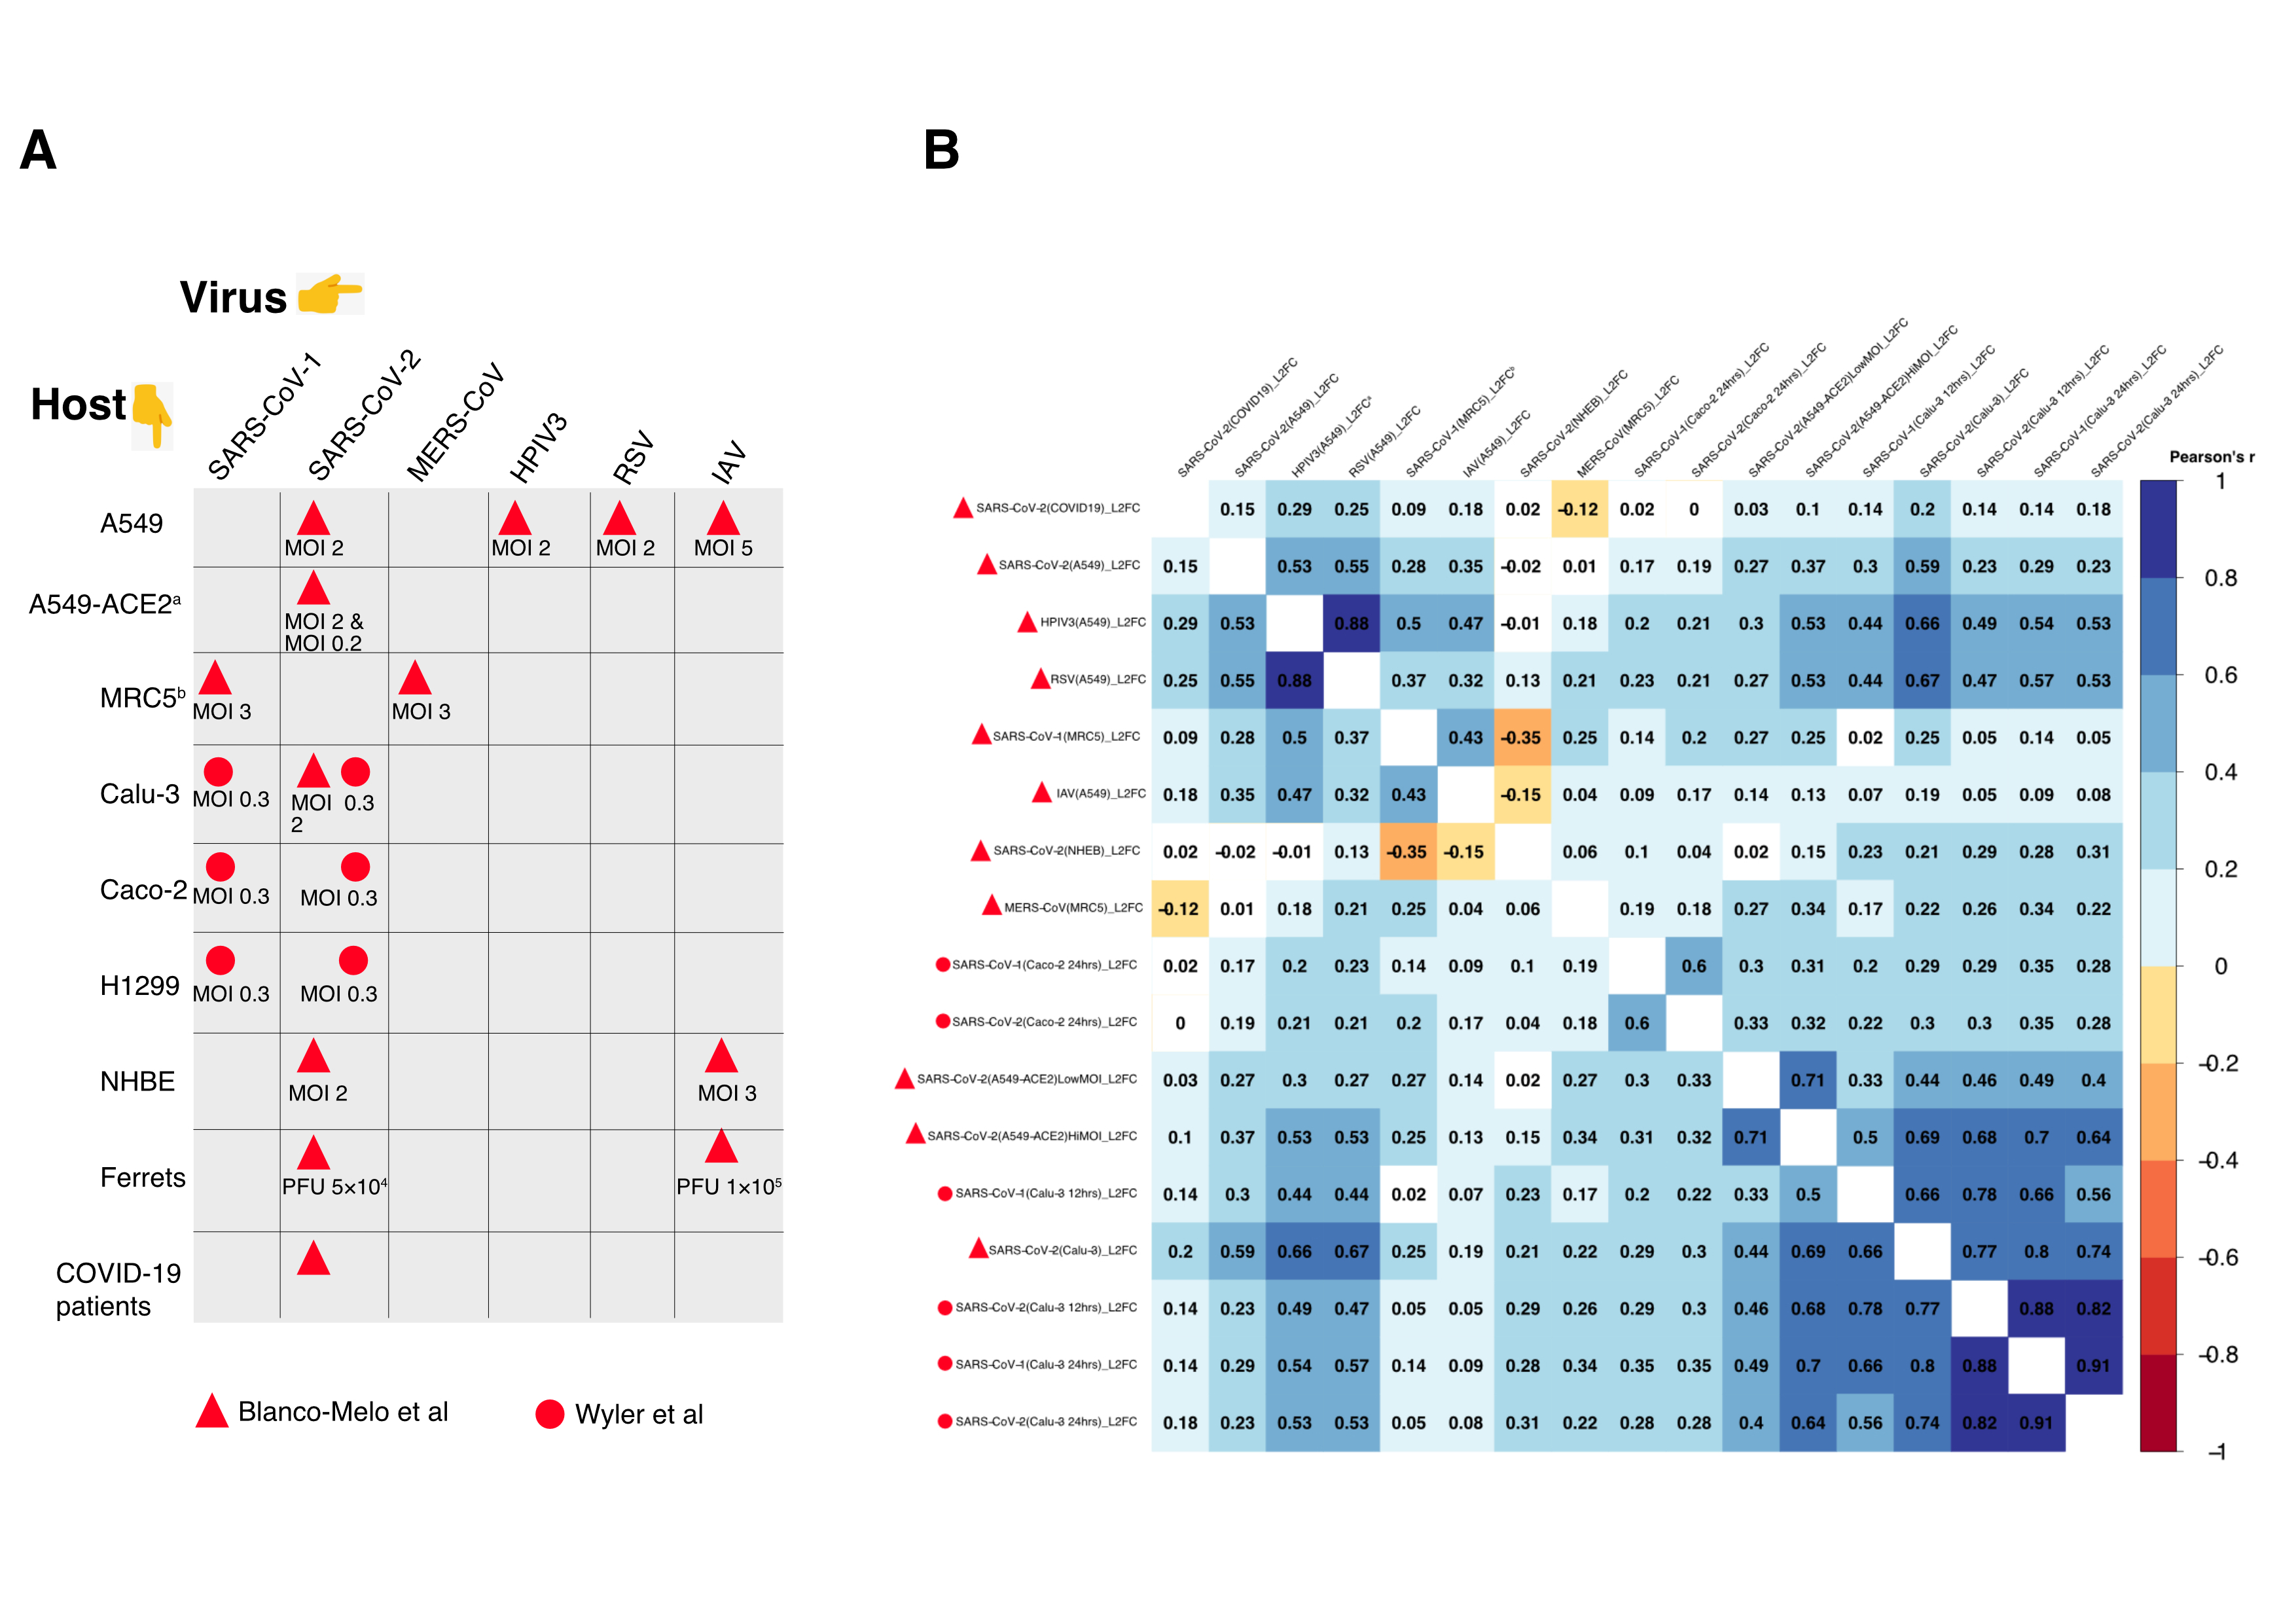 A
B
Virus
Host
SARS-CoV-1
SARS-CoV-2
MERS-CoV
HPIV3
RSV
IAV
A549
MOI 2
MOI 2
MOI 2
MOI 5
A549-ACE2ᵃ
MOI 2 &
MOI 0.2
MRC5ᵇ
MOI 3
MOI 3
Calu-3
MOI 0.3
MOI 0.3
2
Caco-2
MOI 0.3
MOI 0.3
H1299
MOI 0.3
MOI 0.3
NHBE
MOI 2
MOI 3
Ferrets
PFU 5×10⁴
PFU 1×10⁵
COVID-19
patients
Blanco-Melo et al
Wyler et al
SARS-CoV-2(COVID19)_L2FC
SARS-CoV-2(A549)_L2FC
HPIV3(A549)_L2FCᵃ
RSV(A549)_L2FC
SARS-CoV-1(MRC5)_L2FCᵇ
IAV(A549)_L2FC
SARS-CoV-2(NHEB)_L2FC
MERS-CoV(MRC5)_L2FC
SARS-CoV-1(Caco-2 24hrs)_L2FC
SARS-CoV-2(Caco-2 24hrs)_L2FC
SARS-CoV-2(A549-ACE2)LowMOI_L2FC
SARS-CoV-2(A549-ACE2)HiMOI_L2FC
SARS-CoV-1(Calu-3 12hrs)_L2FC
SARS-CoV-2(Calu-3)_L2FC
SARS-CoV-2(Calu-3 12hrs)_L2FC
SARS-CoV-1(Calu-3 24hrs)_L2FC
SARS-CoV-2(Calu-3 24hrs)_L2FC
SARS-CoV-2(COVID19)_L2FC 0.15 0.29 0.25 0.09 0.18 0.02 -0.12 0.02 0 0.03 0.1 0.14 0.2 0.14 0.14 0.18
SARS-CoV-2(A549)_L2FC 0.15 0.53 0.55 0.28 0.35 -0.02 0.01 0.17 0.19 0.27 0.37 0.3 0.59 0.23 0.29 0.23
HPIV3(A549)_L2FC 0.29 0.53 0.88 0.5 0.47 -0.01 0.18 0.2 0.21 0.3 0.53 0.44 0.66 0.49 0.54 0.53
RSV(A549)_L2FC 0.25 0.55 0.88 0.37 0.32 0.13 0.21 0.23 0.21 0.27 0.53 0.44 0.67 0.47 0.57 0.53
SARS-CoV-1(MRC5)_L2FC 0.09 0.28 0.5 0.37 0.43 -0.35 0.25 0.14 0.2 0.27 0.25 0.02 0.25 0.05 0.14 0.05
IAV(A549)_L2FC 0.18 0.35 0.47 0.32 0.43 -0.15 0.04 0.09 0.17 0.14 0.13 0.07 0.19 0.05 0.09 0.08
SARS-CoV-2(NHEB)_L2FC 0.02 -0.02 -0.01 0.13 -0.35 -0.15 0.06 0.1 0.04 0.02 0.15 0.23 0.21 0.29 0.28 0.31
MERS-CoV(MRC5)_L2FC -0.12 0.01 0.18 0.21 0.25 0.04 0.06 0.19 0.18 0.27 0.34 0.17 0.22 0.26 0.34 0.22
SARS-CoV-1(Caco-2 24hrs)_L2FC 0.02 0.17 0.2 0.23 0.14 0.09 0.1 0.19 0.6 0.3 0.31 0.2 0.29 0.29 0.35 0.28
SARS-CoV-2(Caco-2 24hrs)_L2FC 0 0.19 0.21 0.21 0.2 0.17 0.04 0.18 0.6 0.33 0.32 0.22 0.3 0.3 0.35 0.28
SARS-CoV-2(A549-ACE2)LowMOI_L2FC 0.03 0.27 0.3 0.27 0.27 0.14 0.02 0.27 0.3 0.33 0.71 0.33 0.44 0.46 0.49 0.4
SARS-CoV-2(A549-ACE2)HiMOI_L2FC 0.1 0.37 0.53 0.53 0.25 0.13 0.15 0.34 0.31 0.32 0.71 0.5 0.69 0.68 0.7 0.64
SARS-CoV-1(Calu-3 12hrs)_L2FC 0.14 0.3 0.44 0.44 0.02 0.07 0.23 0.17 0.2 0.22 0.33 0.5 0.66 0.78 0.66 0.56
SARS-CoV-2(Calu-3)_L2FC 0.2 0.59 0.66 0.67 0.25 0.19 0.21 0.22 0.29 0.3 0.44 0.69 0.66 0.77 0.8 0.74
SARS-CoV-2(Calu-3 12hrs)_L2FC 0.14 0.23 0.49 0.47 0.05 0.05 0.29 0.26 0.29 0.3 0.46 0.68 0.78 0.77 0.88 0.82
SARS-CoV-1(Calu-3 24hrs)_L2FC 0.14 0.29 0.54 0.57 0.14 0.09 0.28 0.34 0.35 0.35 0.49 0.7 0.66 0.8 0.88 0.91
SARS-CoV-2(Calu-3 24hrs)_L2FC 0.18 0.23 0.53 0.53 0.05 0.08 0.31 0.22 0.28 0.28 0.4 0.64 0.56 0.74 0.82 0.91
Pearson's r
1
0.8
0.6
0.4
0.2
0
-0.2
-0.4
-0.6
-0.8
-1